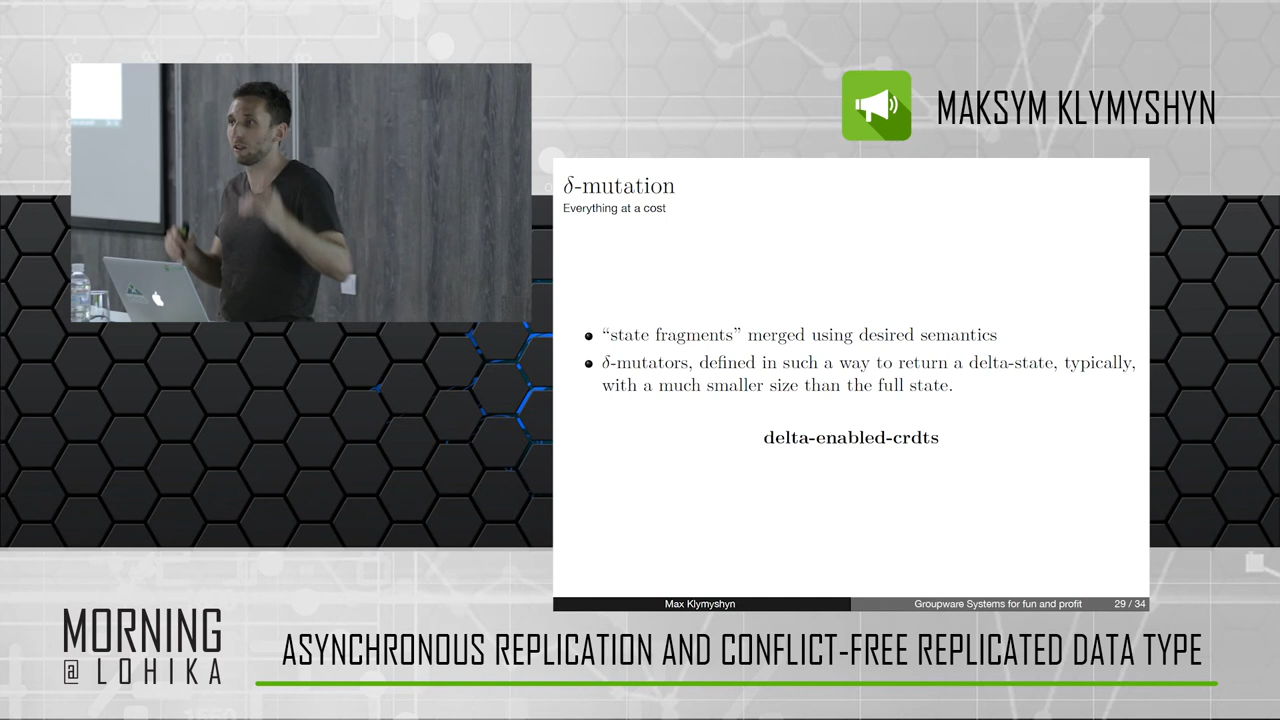 MAKSYM KLYMYSHYN
δ-mutation
Everything at a cost
“state fragments” merged using desired semantics
δ-mutators, defined in such a way to return a delta-state, typically,
with a much smaller size than the full state.
delta-enabled-crdts
Max Klymyshyn
Groupware Systems for fun and profit 29 / 34
MORNING
@ LOHIKA
ASYNCHRONOUS REPLICATION AND CONFLICT-FREE REPLICATED DATA TYPE